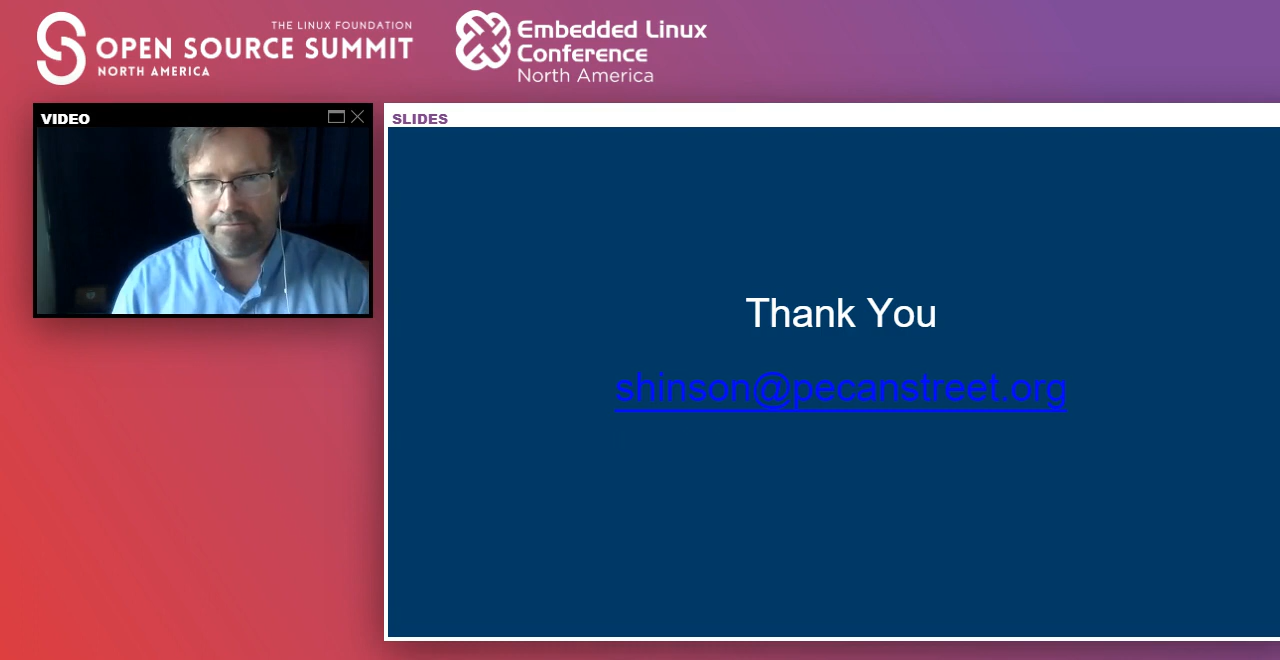 THE LINUX FOUNDATION
OPEN SOURCE SUMMIT
NORTH AMERICA
Embedded Linux
Conference
North America
VIDEO
SLIDES
Thank You
shinson@pecanstreet.org